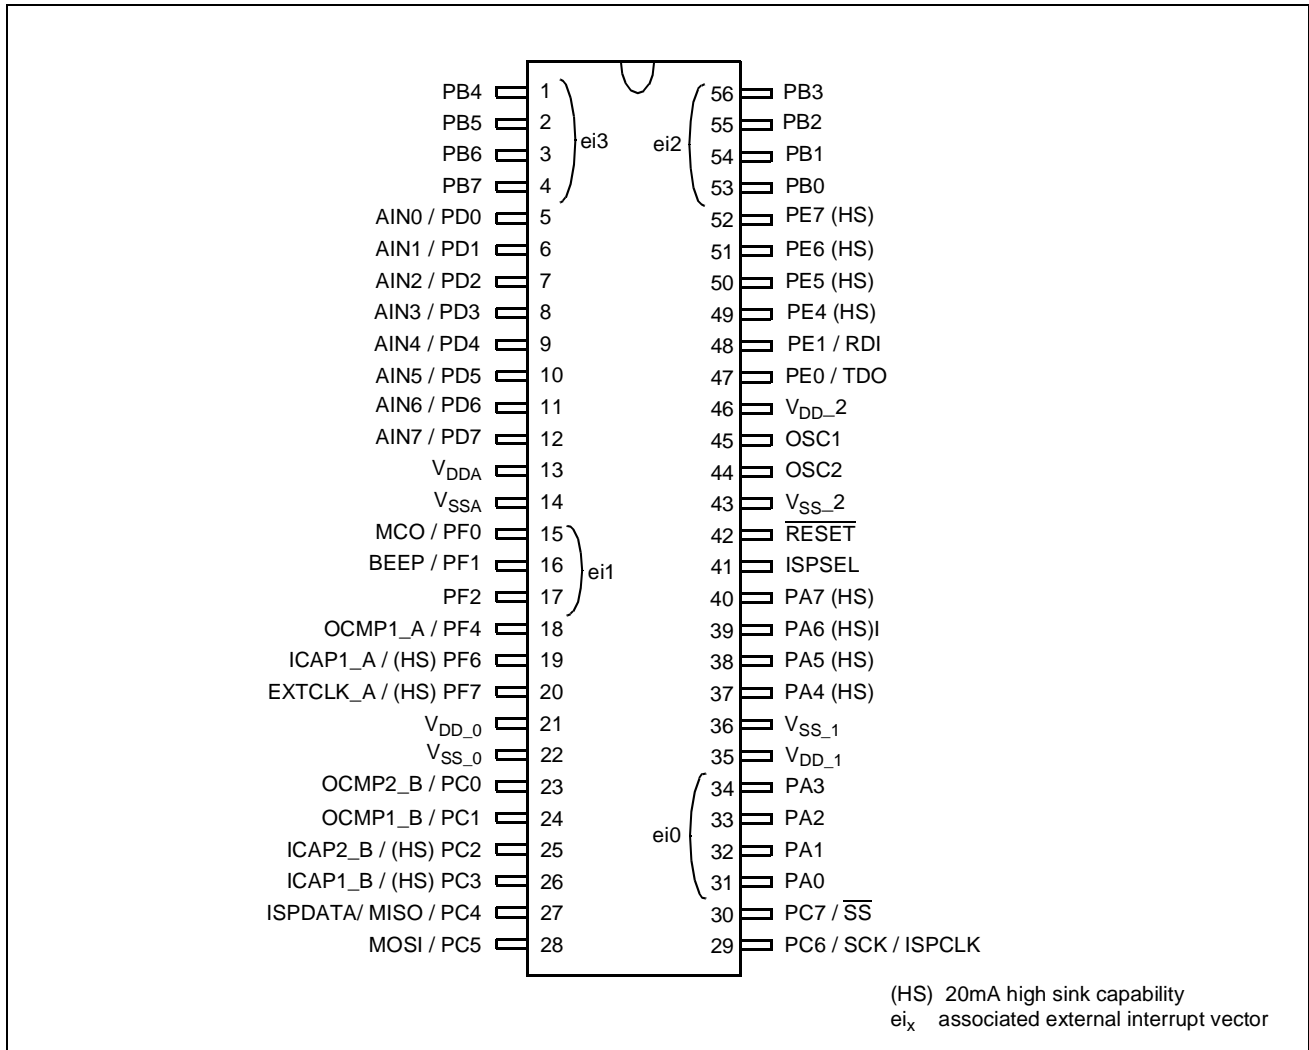 PB4 1
PB5 2
PB6 3
PB7 4
ei3
AIN0 / PD0 5
AIN1 / PD1 6
AIN2 / PD2 7
AIN3 / PD3 8
AIN4 / PD4 9
AIN5 / PD5 10
AIN6 / PD6 11
AIN7 / PD7 12
VDDA 13
VSSA 14
MCO / PF0 15
BEEP / PF1 16
PF2 17
ei1
OCMP1_A / PF4 18
ICAP1_A / (HS) PF6 19
EXTCLK_A / (HS) PF7 20
VDD_0 21
VSS_0 22
OCMP2_B / PC0 23
OCMP1_B / PC1 24
ICAP2_B / (HS) PC2 25
ICAP1_B / (HS) PC3 26
ISPDATA/ MISO / PC4 27
MOSI / PC5 28
56 PB3
55 PB2
54 PB1
53 PB0
ei2
52 PE7 (HS)
51 PE6 (HS)
50 PE5 (HS)
49 PE4 (HS)
48 PE1 / RDI
47 PE0 / TDO
46 VDD_2
45 OSC1
44 OSC2
43 VSS_2
42 RESET
41 ISPSEL
40 PA7 (HS)
39 PA6 (HS)I
38 PA5 (HS)
37 PA4 (HS)
36 VSS_1
35 VDD_1
34 PA3
33 PA2
32 PA1
31 PA0
ei0
30 PC7 / SS
29 PC6 / SCK / ISPCLK
(HS) 20mA high sink capability
eix associated external interrupt vector